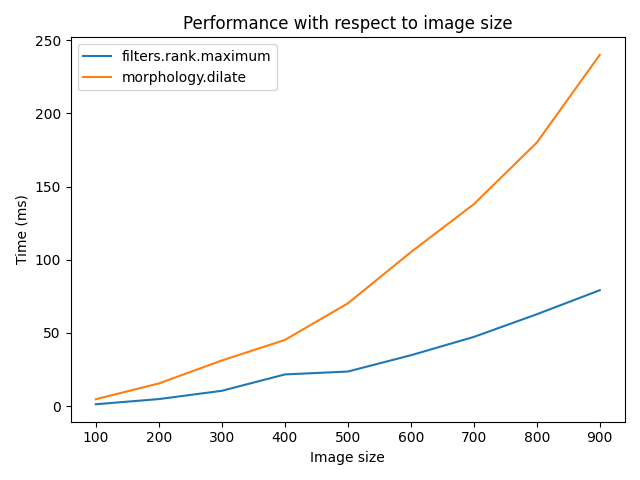 Performance with respect to image size
filters.rank.maximum
morphology.dilate
Time (ms)
250
200
150
100
50
0
100 200 300 400 500 600 700 800 900
Image size